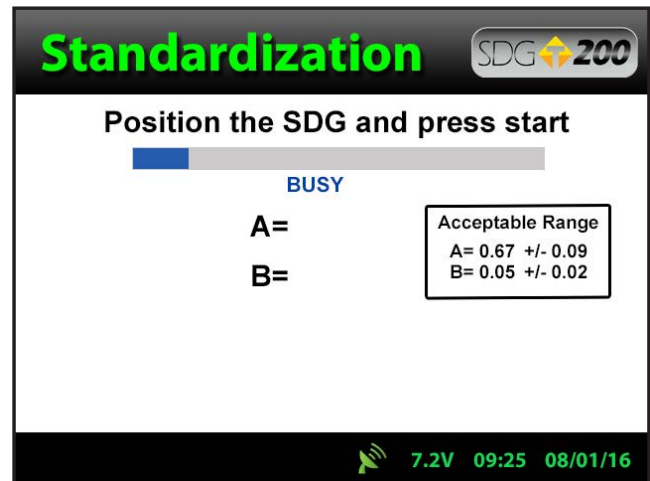 Standardization SDG 200
Position the SDG and press start
BUSY
A=
B=
Acceptable Range
A= 0.67 +/- 0.09
B= 0.05 +/- 0.02
7.2V 09:25 08/01/16